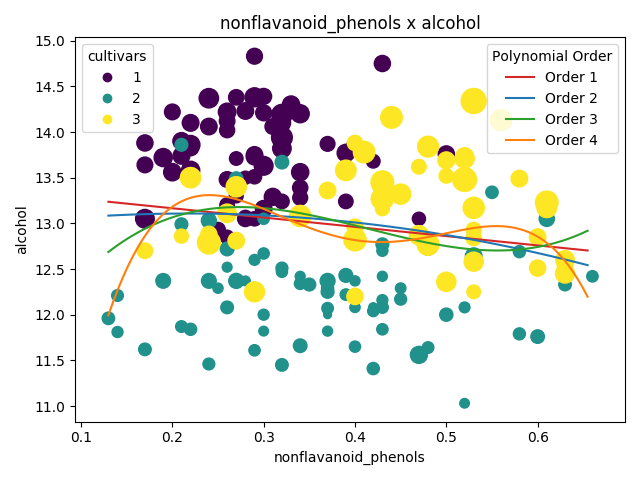 nonflavanoid_phenols x alcohol
cultivars
1
2
3
Polynomial Order
Order 1
Order 2
Order 3
Order 4
15.0
14.5
14.0
13.5
13.0
12.5
12.0
11.5
11.0
alcohol
0.1 0.2 0.3 0.4 0.5 0.6
nonflavanoid_phenols